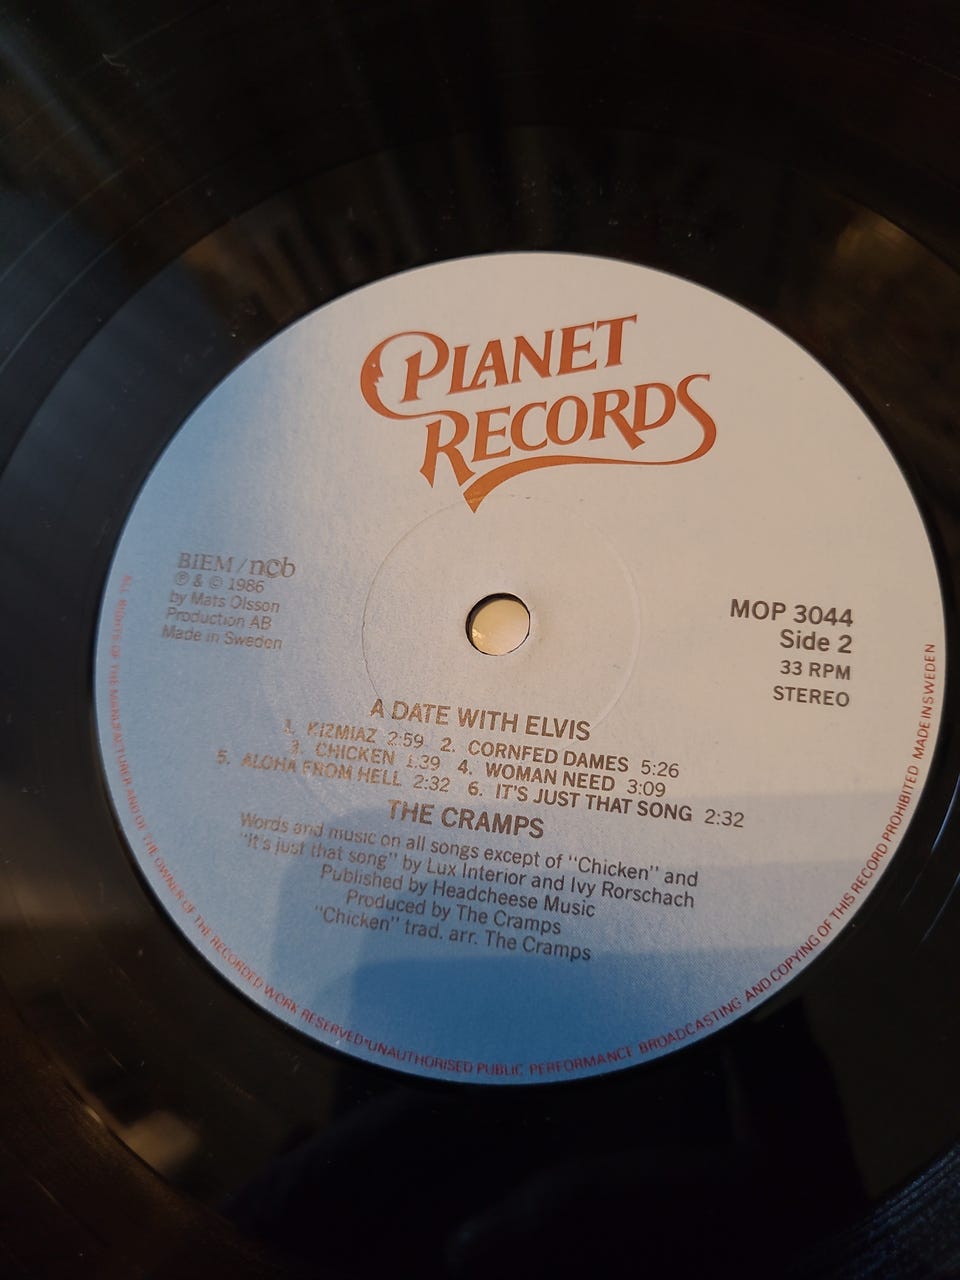 PLANET
RECORDS
BIEM/ncb
℗ & © 1986
by Mats Olsson
Production AB
Made in Sweden
MOP 3044
Side 2
33 RPM
STEREO
A DATE WITH ELVIS
1. KIZMIAZ 2:59 2. CORNFED DAMES 5:26
3. CHICKEN 1.39 4. WOMAN NEED 3:09
5. ALOHA FROM HELL 2:32 6. IT'S JUST THAT SONG 2:32
THE CRAMPS
Words and music on all songs except of "Chicken" and
"It's just that song" by Lux Interior and Ivy Rorschach
Published by Headcheese Music
Produced by The Cramps
"Chicken" trad. arr. The Cramps
ALL RIGHTS OF THE MANUFACTURER AND OF THE OWNER OF THE RECORDED WORK RESERVED•UNAUTHORISED PUBLIC PERFORMANCE BROADCASTING AND COPYING OF THIS RECORD PROHIBITED MADE IN SWEDEN